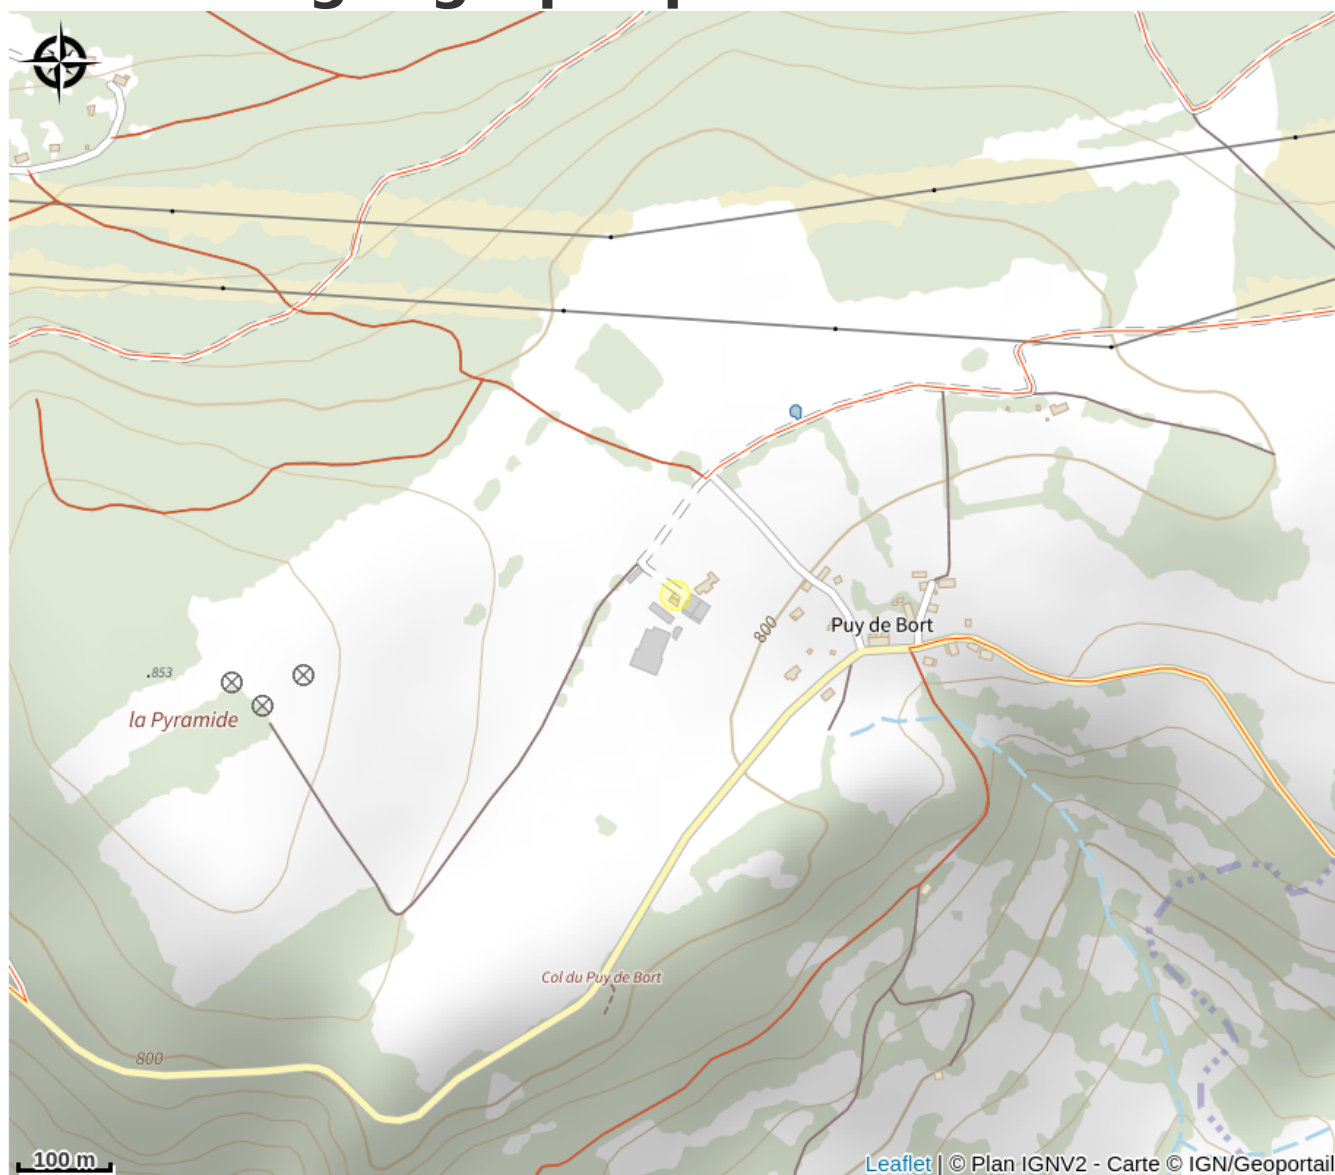 800
Puy de Bort
.853
la Pyramide
Col du Puy de Bort
800
100 m
Leaflet | © Plan IGNV2 - Carte © IGN/Geoportail